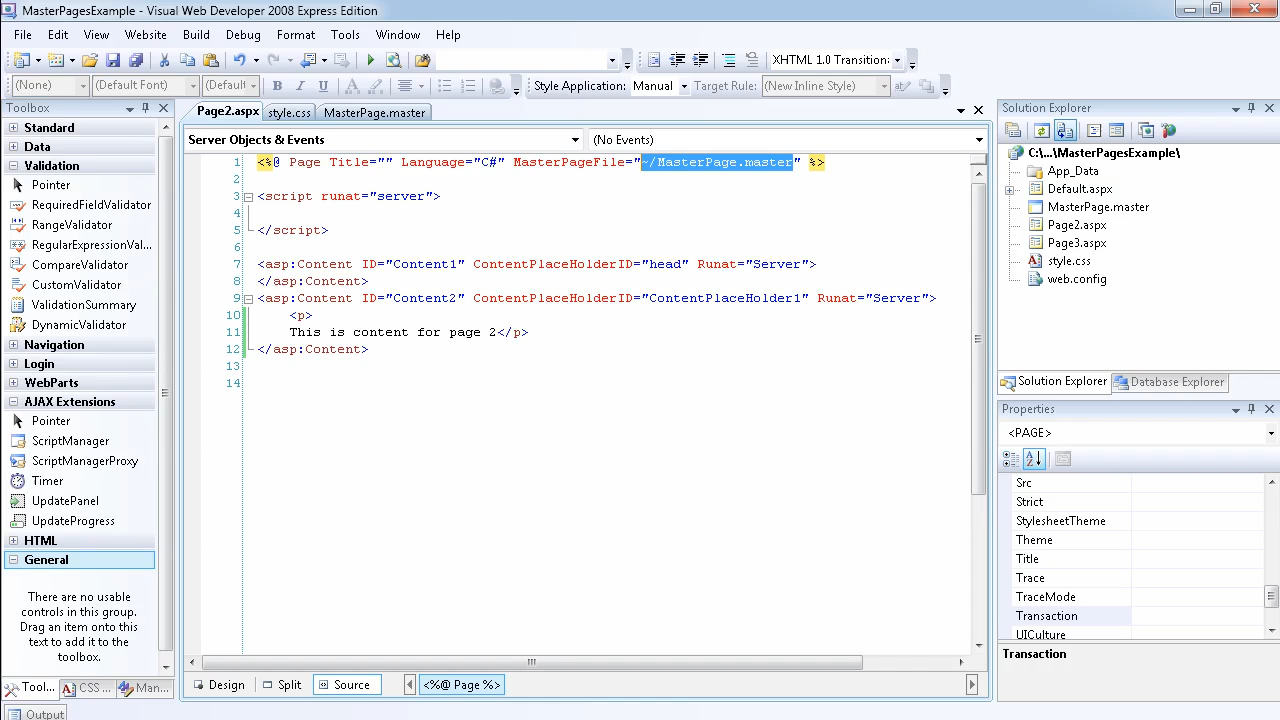 MasterPagesExample - Visual Web Developer 2008 Express Edition
File Edit View Website Build Debug Format Tools Window Help
XHTML 1.0 Transition:
(None) (Default Font) (Default B I U A Style Application: Manual Target Rule: (New Inline Style)
Toolbox
Standard
Data
Validation
Pointer
RequiredFieldValidator
RangeValidator
RegularExpressionVal...
CompareValidator
CustomValidator
ValidationSummary
DynamicValidator
Navigation
Login
WebParts
AJAX Extensions
Pointer
ScriptManager
ScriptManagerProxy
Timer
UpdatePanel
UpdateProgress
HTML
General
There are no usable
controls in this group.
Drag an item onto this
text to add it to the
toolbox.
Tool... CSS ... Man...
Output
Page2.aspx style.css MasterPage.master
Server Objects & Events (No Events)
1 <%@ Page Title="" Language="C#" MasterPageFile="~/MasterPage.master" %>
2
3 <script runat="server">
4
5 </script>
6
7 <asp:Content ID="Content1" ContentPlaceHolderID="head" Runat="Server">
8 </asp:Content>
9 <asp:Content ID="Content2" ContentPlaceHolderID="ContentPlaceHolder1" Runat="Server">
10 <p>
11 This is content for page 2</p>
12 </asp:Content>
13
14
Design Split Source <%@ Page %>
Solution Explorer
C:\...\MasterPagesExample\
App_Data
Default.aspx
MasterPage.master
Page2.aspx
Page3.aspx
style.css
web.config
Solution Explorer Database Explorer
Properties
<PAGE>
Src
Strict
StylesheetTheme
Theme
Title
Trace
TraceMode
Transaction
UICulture
Transaction